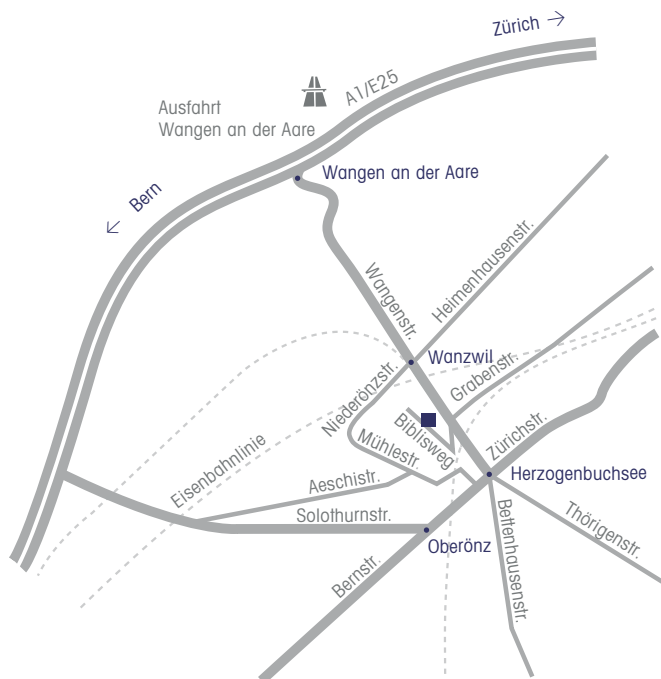 Zürich
A1/E25
Ausfahrt
Wangen an der Aare
Wangen an der Aare
Bern
Heimenhausenstr.
Wangenstr.
Wanzwil
Grabenstr.
Niederönzstr.
Biblisweg
Zürichstr.
Mühlestr.
Eisenbahnlinie
Herzogenbuchsee
Aeschistr.
Solothurnstr.
Thörigenstr.
Bettenhausenstr.
Oberönz
Bernstr.